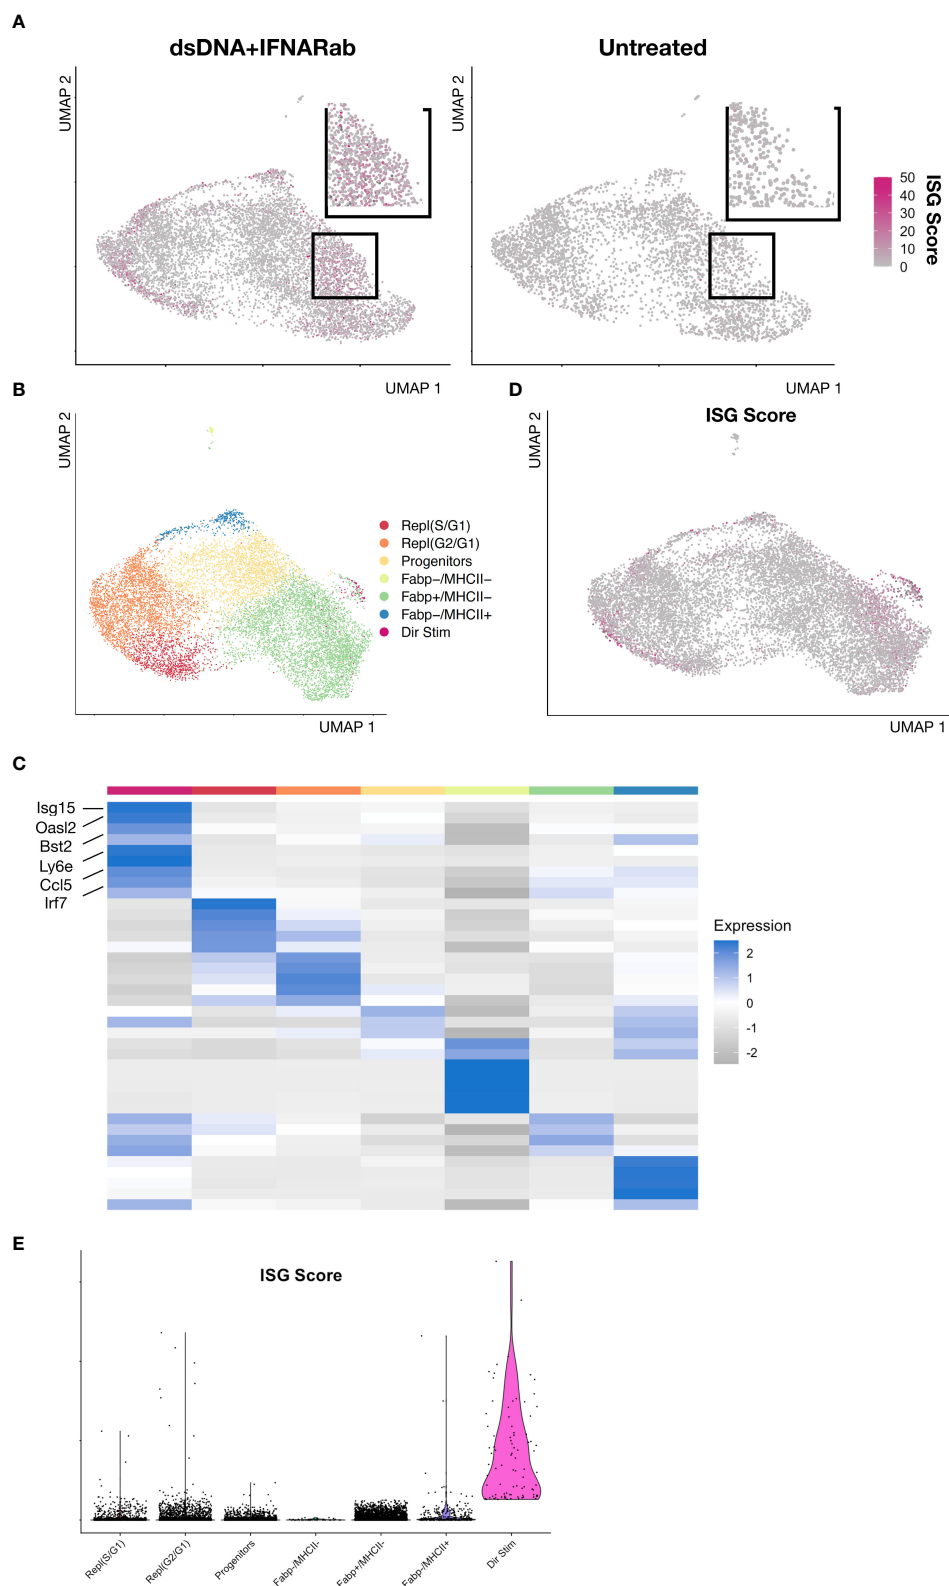 A
dsDNA+IFNARab
Untreated
UMAP 2
UMAP 2
50
40
30
20
10
0
ISG Score
UMAP 1
UMAP 1
B
D
UMAP 2
UMAP 2
ISG Score
Repl(S/G1)
Repl(G2/G1)
Progenitors
Fabp−/MHCII−
Fabp+/MHCII−
Fabp−/MHCII+
Dir Stim
UMAP 1
UMAP 1
C
Isg15
Oasl2
Bst2
Ly6e
Ccl5
Irf7
Expression
2
1
0
-1
-2
E
ISG Score
Repl(S/G1)
Repl(G2/G1)
Progenitors
Fabp-/MHCII-
Fabp+/MHCII-
Fabp-/MHCII+
Dir Stim